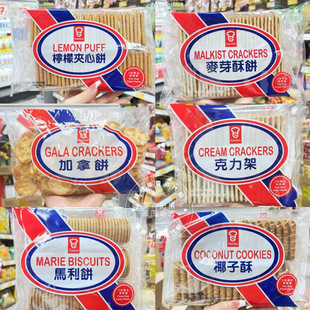 LEMON PUFF
檸檬夾心餅
MALKIST CRACKERS
麥芽酥餅
GALA CRACKERS
加拿餅
CREAM CRACKERS
克力架
MARIE BISCUITS
馬利餅
COCONUT COOKIES
椰子酥